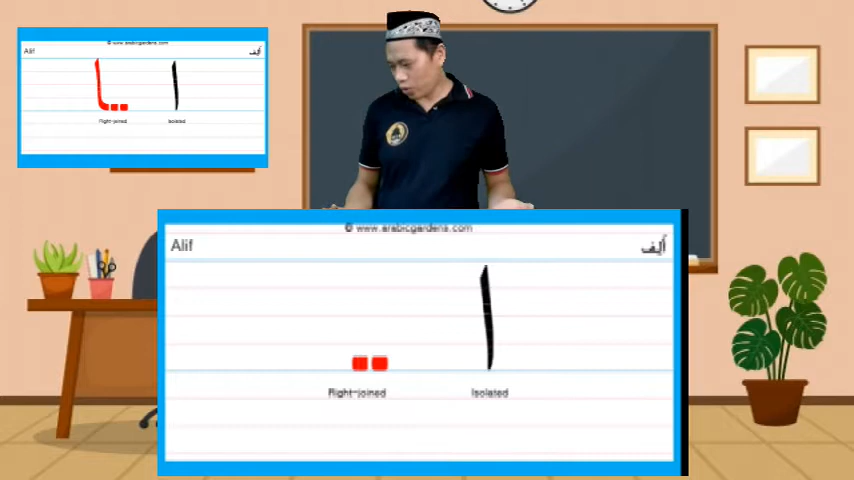 © www.arabicgardens.com
Alif
أَلِف
ا
Right-joined
Isolated
© www.arabicgardens.com
Alif
أَلِف
ا
Right-joined
Isolated